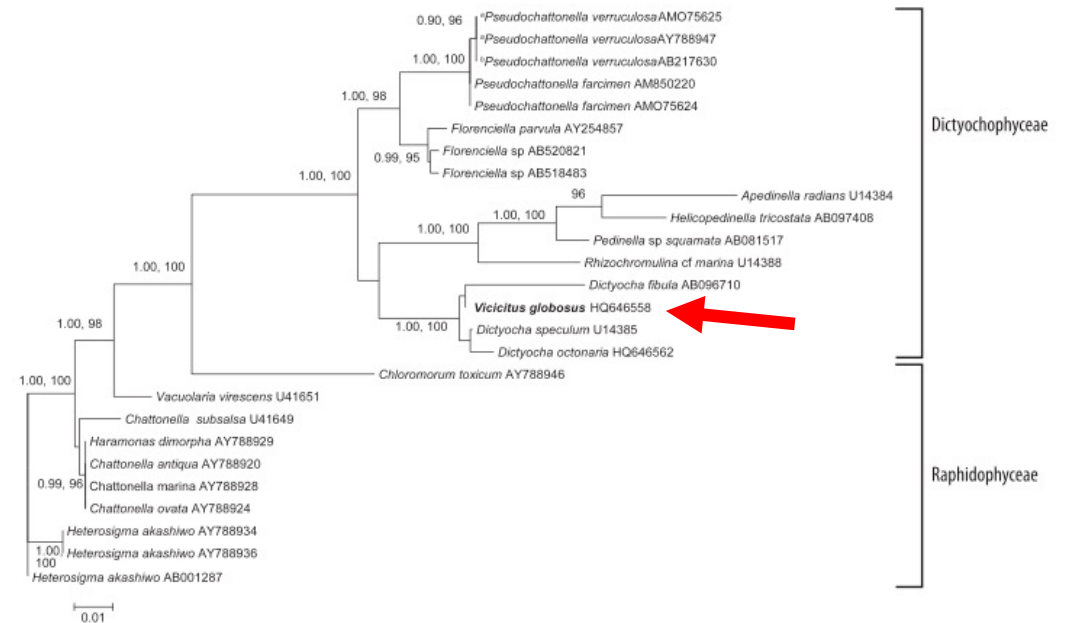 0.90, 96
ᵃPseudochattonella verruculosaAMO75625
ᵃPseudochattonella verruculosaAY788947
1.00, 100
ᵇPseudochattonella verruculosaAB217630
Pseudochattonella farcimen AM850220
1.00, 98
Pseudochattonella farcimen AMO75624
Dictyochophyceae
Florenciella parvula AY254857
Florenciella sp AB520821
0.99, 95
Florenciella sp AB518483
1.00, 100
96
Apedinella radians U14384
1.00, 100
Helicopedinella tricostata AB097408
1.00, 100
Pedinella sp squamata AB081517
Rhizochromulina cf marina U14388
1.00, 100
Dictyocha fibula AB096710
Vicicitus globosus HQ646558
1.00, 98
1.00, 100
Dictyocha speculum U14385
Dictyocha octonaria HQ646562
Chloromorum toxicum AY788946
1.00, 100
Vacuolaria virescens U41651
Chattonella subsalsa U41649
Haramonas dimorpha AY788929
Chattonella antiqua AY788920
Raphidophyceae
0.99, 96
Chattonella marina AY788928
Chattonella ovata AY788924
Heterosigma akashiwo AY788934
1.00,
100
Heterosigma akashiwo AY788936
Heterosigma akashiwo AB001287
0.01